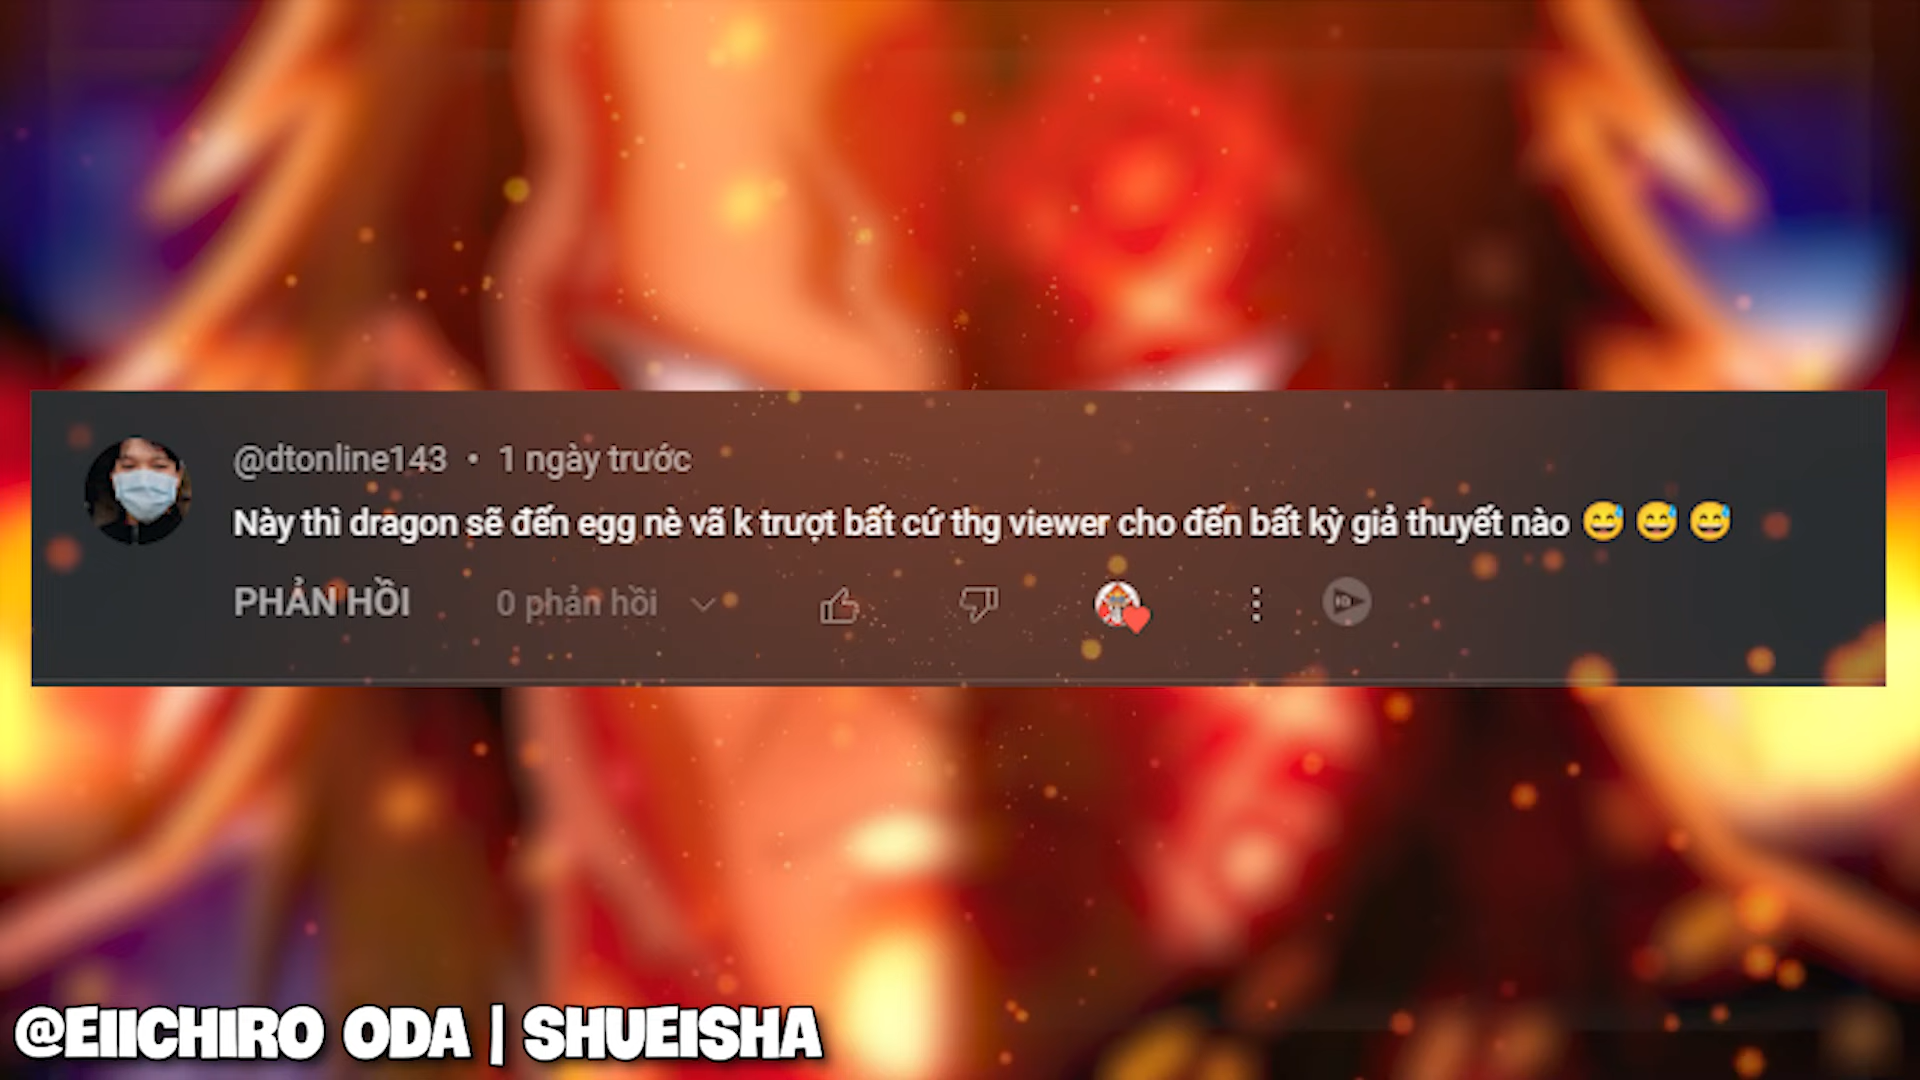 @dtonline143 • 1 ngày trước
Này thì dragon sẽ đến egg nè vã k trượt bất cứ thg viewer cho đến bất kỳ giả thuyết nào 😅 😅 😅
PHẢN HỒI 0 phản hồi
@EIICHIRO ODA | SHUEISHA